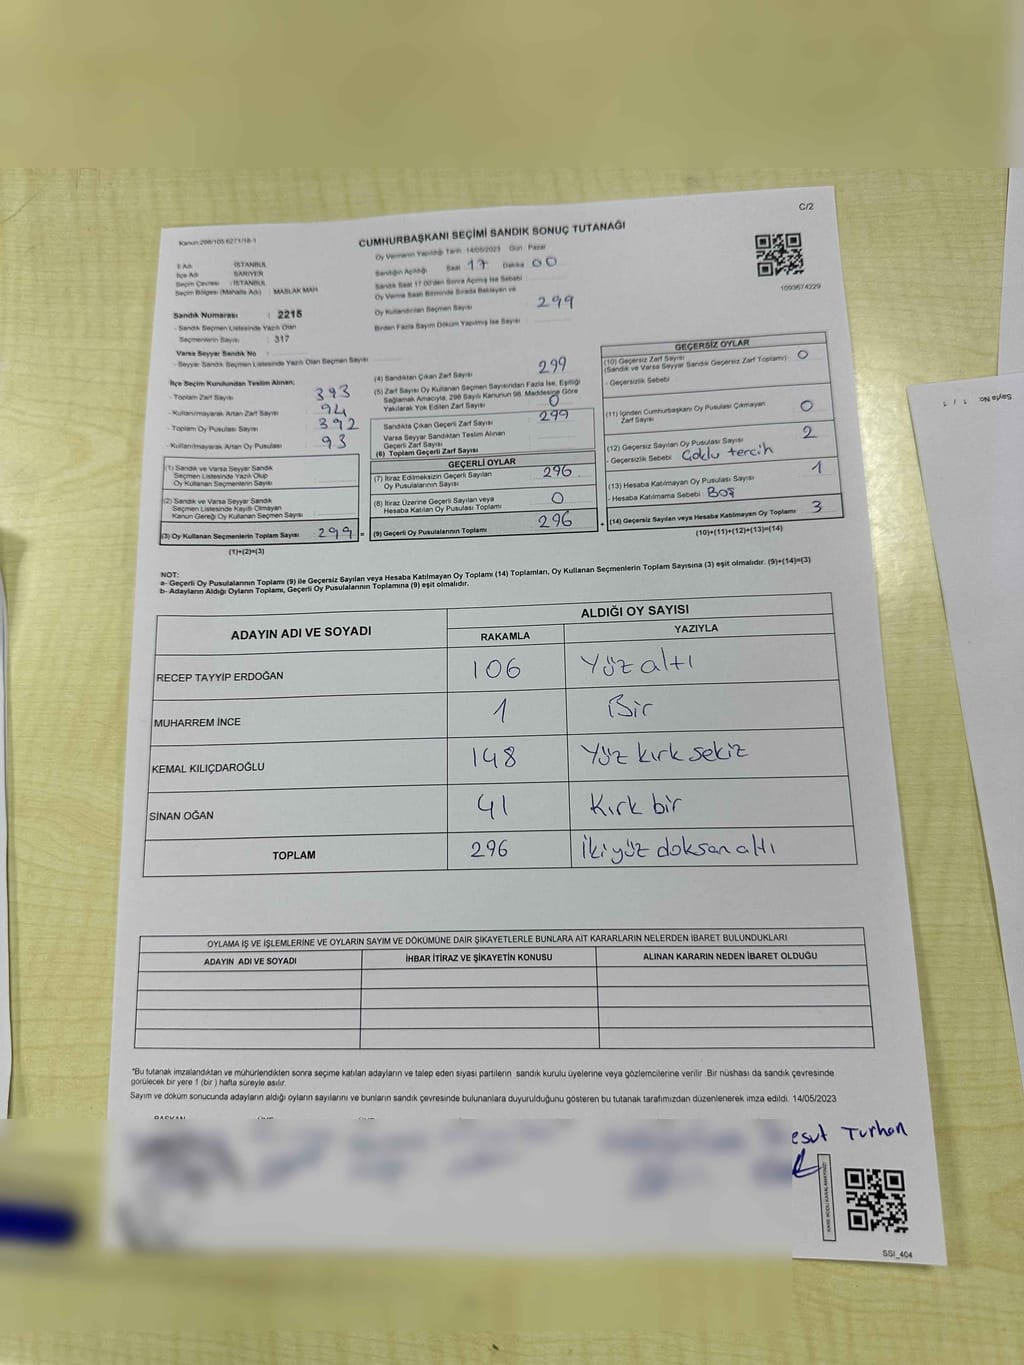 C/2
Kanun:298/105 6271/18-1
CUMHURBAŞKANI SEÇİMİ SANDIK SONUÇ TUTANAĞI
Oy Vermenin Yapıldığı Tarih :14/05/2023 Gün : Pazar
İl Adı : İSTANBUL
İlçe Adı : SARIYER
Seçim Çevresi : İSTANBUL
Seçim Bölgesi (Mahalle Adı) : MASLAK MAH
Sandığın Açıldığı Saat 17 Dakika 00
Sandık Saat 17:00'den Sonra Açılmış İse Sebebi
Oy Verme Saati Bitiminde Sırada Bekleyen ve
Oy Kullandırılan Seçmen Sayısı 299
Birden Fazla Sayım Döküm Yapılmış İse Sayısı
1093674229
Sandık Numarası : 2215
- Sandık Seçmen Listesinde Yazılı Olan
Seçmenlerin Sayısı : 317
Varsa Seyyar Sandık No :
- Seyyar Sandık Seçmen Listesinde Yazılı Olan Seçmen Sayısı
İlçe Seçim Kurulundan Teslim Alınan;
- Toplam Zarf Sayısı 393
- Kullanılmayarak Artan Zarf Sayısı 94
- Toplam Oy Pusulası Sayısı 392
- Kullanılmayarak Artan Oy Pusulası 93
(1) Sandık ve Varsa Seyyar Sandık
Seçmen Listesinde Yazılı Olup
Oy Kullanan Seçmenlerin Sayısı
(2) Sandık ve Varsa Seyyar Sandık
Seçmen Listesinde Kayıtlı Olmayan
Kanun Gereği Oy Kullanan Seçmen Sayısı
(3) Oy Kullanan Seçmenlerin Toplam Sayısı 299 =
(1)+(2)=(3)
(4) Sandıktan Çıkan Zarf Sayısı 299
(5) Zarf Sayısı Oy Kullanan Seçmen Sayısından Fazla İse, Eşitliği
Sağlamak Amacıyla, 298 Sayılı Kanunun 98. Maddesine Göre
Yakılarak Yok Edilen Zarf Sayısı 0
Sandıkta Çıkan Geçerli Zarf Sayısı 299
Varsa Seyyar Sandıktan Teslim Alınan
Geçerli Zarf Sayısı
(6) Toplam Geçerli Zarf Sayısı
GEÇERLİ OYLAR
(7) İtiraz Edilmeksizin Geçerli Sayılan
Oy Pusulalarının Sayısı 296
(8) İtiraz Üzerine Geçerli Sayılan veya
Hesaba Katılan Oy Pusulası Toplamı 0
(9) Geçerli Oy Pusulalarının Toplamı 296 +
GEÇERSİZ OYLAR
(10) Geçersiz Zarf Sayısı
(Sandık ve Varsa Seyyar Sandık Geçersiz Zarf Toplamı) 0
- Geçersizlik Sebebi
(11) İçinden Cumhurbaşkanı Oy Pusulası Çıkmayan
Zarf Sayısı 0
(12) Geçersiz Sayılan Oy Pusulası Sayısı 2
- Geçersizlik Sebebi Çoklu tercih
(13) Hesaba Katılmayan Oy Pusulası Sayısı 1
- Hesaba Katılmama Sebebi Boş
(14) Geçersiz Sayılan veya Hesaba Katılmayan Oy Toplamı 3
(10)+(11)+(12)+(13)=(14)
NOT:
a- Geçerli Oy Pusulalarının Toplamı (9) ile Geçersiz Sayılan veya Hesaba Katılmayan Oy Toplamı (14) Toplamları, Oy Kullanan Seçmenlerin Toplam Sayısına (3) eşit olmalıdır. (9)+(14)=(3)
b- Adayların Aldığı Oyların Toplamı, Geçerli Oy Pusulalarının Toplamına (9) eşit olmalıdır.
ADAYIN ADI VE SOYADI ALDIĞI OY SAYISI
RAKAMLA YAZIYLA
RECEP TAYYİP ERDOĞAN 106 Yüz altı
MUHARREM İNCE 1 Bir
KEMAL KILIÇDAROĞLU 148 Yüz kırk sekiz
SİNAN OĞAN 41 Kırk bir
TOPLAM 296 İkiyüz doksan altı
OYLAMA İŞ VE İŞLEMLERİNE VE OYLARIN SAYIM VE DÖKÜMÜNE DAİR ŞİKAYETLERLE BUNLARA AİT KARARLARIN NELERDEN İBARET BULUNDUKLARI
ADAYIN ADI VE SOYADI İHBAR İTİRAZ VE ŞİKAYETİN KONUSU ALINAN KARARIN NEDEN İBARET OLDUĞU
*Bu tutanak imzalandıktan ve mühürlendikten sonra seçime katılan adayların ve talep eden siyasi partilerin sandık kurulu üyelerine veya gözlemcilerine verilir .Bir nüshası da sandık çevresinde
görülecek bir yere 1 (bir ) hafta süreyle asılır.
Sayım ve döküm sonucunda adayların aldığı oyların sayılarını ve bunların sandık çevresinde bulunanlara duyurulduğunu gösteren bu tutanak tarafımızdan düzenlenerek imza edildi. 14/05/2023
BAŞKAN
esut Turhan
SSI_404
Sayfa No: 1 / 1